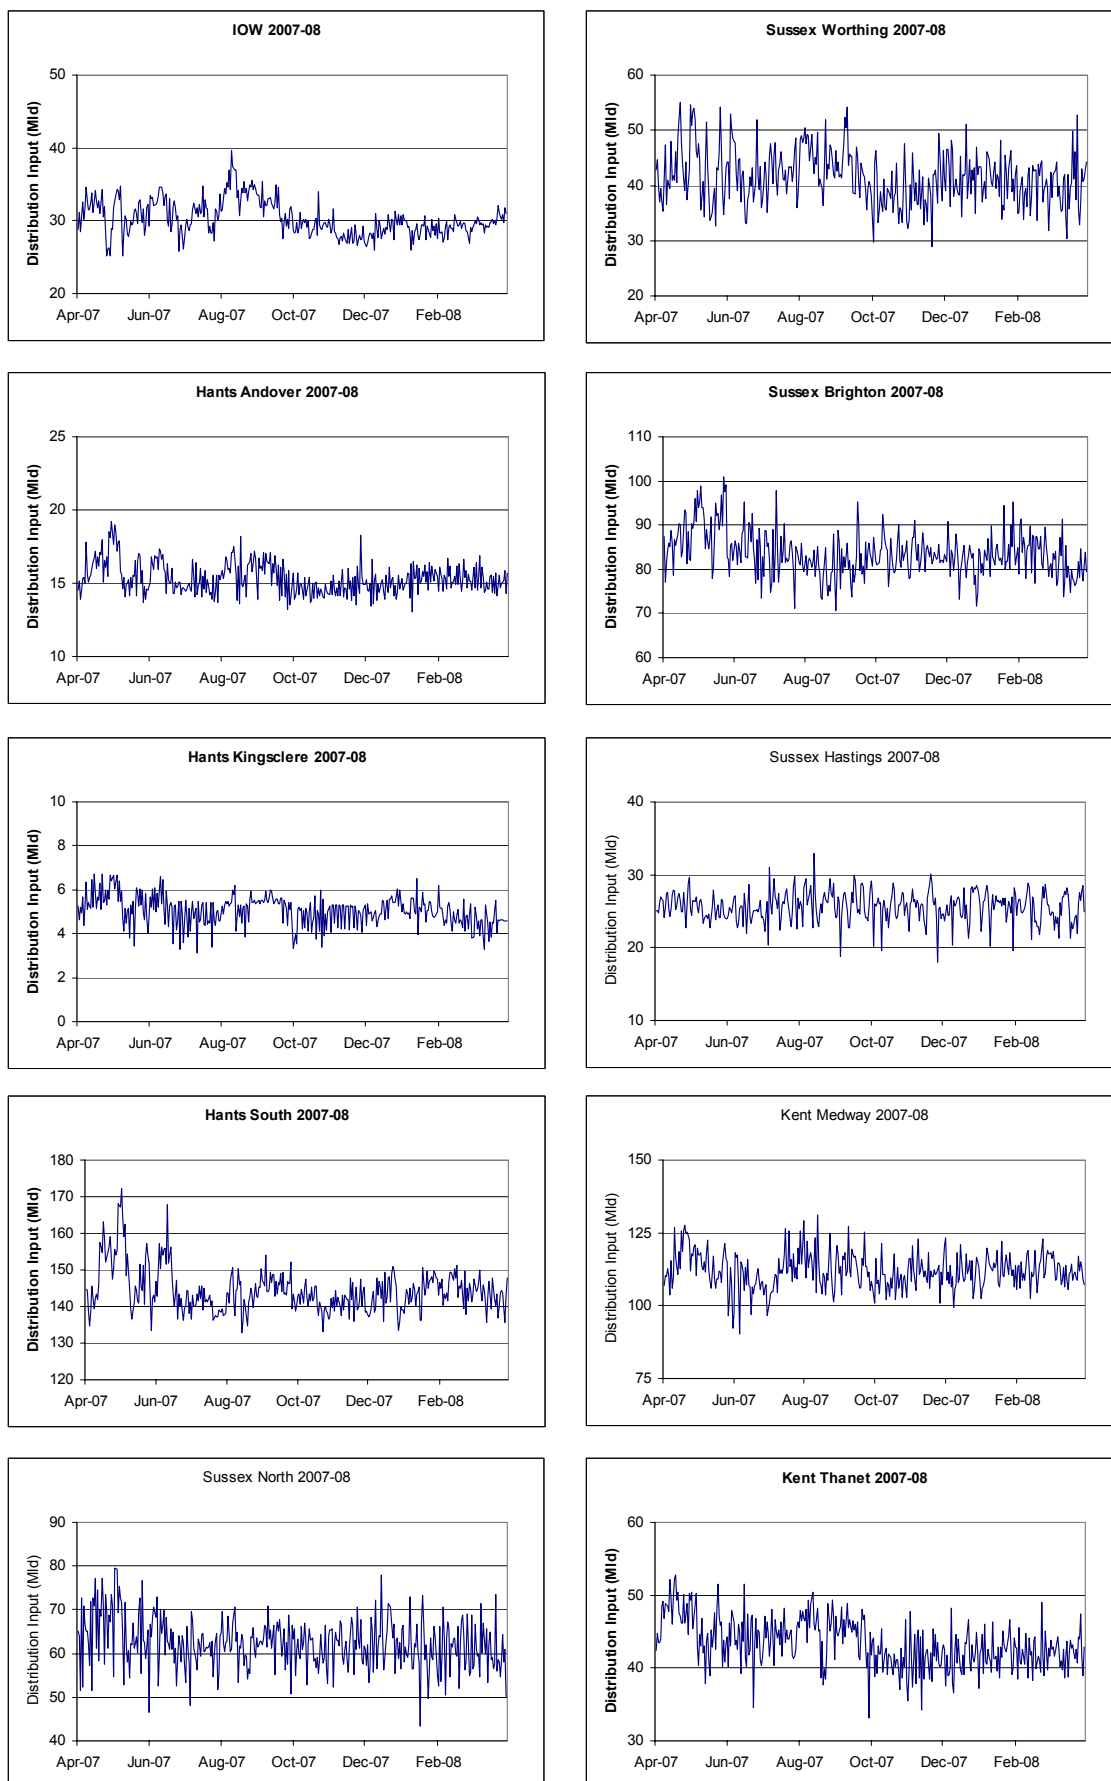 IOW 2007-08
50
40
30
20
Distribution Input (Mld)
Apr-07 Jun-07 Aug-07 Oct-07 Dec-07 Feb-08
Sussex Worthing 2007-08
60
50
40
30
20
Distribution Input (Mld)
Apr-07 Jun-07 Aug-07 Oct-07 Dec-07 Feb-08
Hants Andover 2007-08
25
20
15
10
Distribution Input (Mld)
Apr-07 Jun-07 Aug-07 Oct-07 Dec-07 Feb-08
Sussex Brighton 2007-08
110
100
90
80
70
60
Distribution Input (Mld)
Apr-07 Jun-07 Aug-07 Oct-07 Dec-07 Feb-08
Hants Kingsclere 2007-08
10
8
6
4
2
0
Distribution Input (Mld)
Apr-07 Jun-07 Aug-07 Oct-07 Dec-07 Feb-08
Sussex Hastings 2007-08
40
30
20
10
Distribution Input (Mld)
Apr-07 Jun-07 Aug-07 Oct-07 Dec-07 Feb-08
Hants South 2007-08
180
170
160
150
140
130
120
Distribution Input (Mld)
Apr-07 Jun-07 Aug-07 Oct-07 Dec-07 Feb-08
Kent Medway 2007-08
150
125
100
75
Distribution Input (Mld)
Apr-07 Jun-07 Aug-07 Oct-07 Dec-07 Feb-08
Sussex North 2007-08
90
80
70
60
50
40
Distribution Input (Mld)
Apr-07 Jun-07 Aug-07 Oct-07 Dec-07 Feb-08
Kent Thanet 2007-08
60
50
40
30
Distribution Input (Mld)
Apr-07 Jun-07 Aug-07 Oct-07 Dec-07 Feb-08